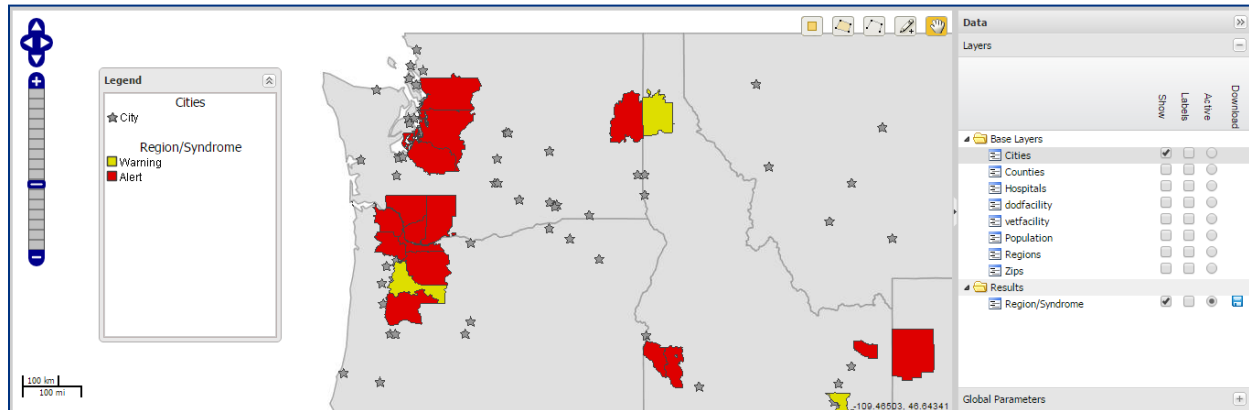 Legend
Cities
City
Region/Syndrome
Warning
Alert
100 km
100 mi
-109.46503, 46.64341
Data
Layers
Show
Labels
Active
Download
Base Layers
Cities
Counties
Hospitals
dodfacility
vetfacility
Population
Regions
Zips
Results
Region/Syndrome
Global Parameters